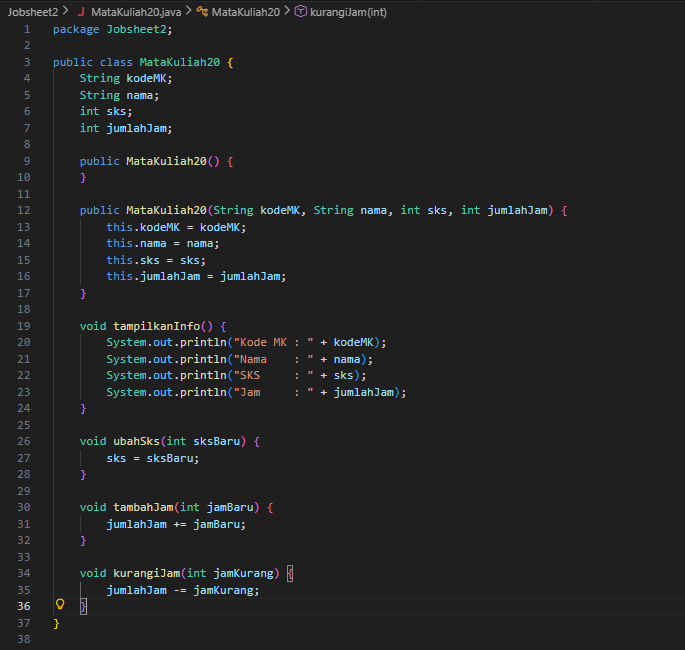 Jobsheet2 > J MataKuliah20.java > MataKuliah20 > kurangiJam(int)
1 package Jobsheet2;
2
3 public class MataKuliah20 {
4     String kodeMK;
5     String nama;
6     int sks;
7     int jumlahJam;
8
9     public MataKuliah20() {
10     }
11
12     public MataKuliah20(String kodeMK, String nama, int sks, int jumlahJam) {
13         this.kodeMK = kodeMK;
14         this.nama = nama;
15         this.sks = sks;
16         this.jumlahJam = jumlahJam;
17     }
18
19     void tampilkanInfo() {
20         System.out.println("Kode MK : " + kodeMK);
21         System.out.println("Nama    : " + nama);
22         System.out.println("SKS     : " + sks);
23         System.out.println("Jam     : " + jumlahJam);
24     }
25
26     void ubahSks(int sksBaru) {
27         sks = sksBaru;
28     }
29
30     void tambahJam(int jamBaru) {
31         jumlahJam += jamBaru;
32     }
33
34     void kurangiJam(int jamKurang) {
35         jumlahJam -= jamKurang;
36     }
37 }
38